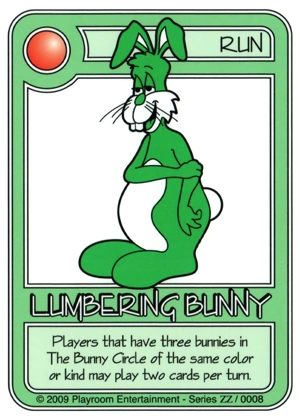 RUN
LUMBERING BUNNY
Players that have three bunnies in
The Bunny Circle of the same color
or kind may play two cards per turn.
© 2009 Playroom Entertainment - Series ZZ / 0008